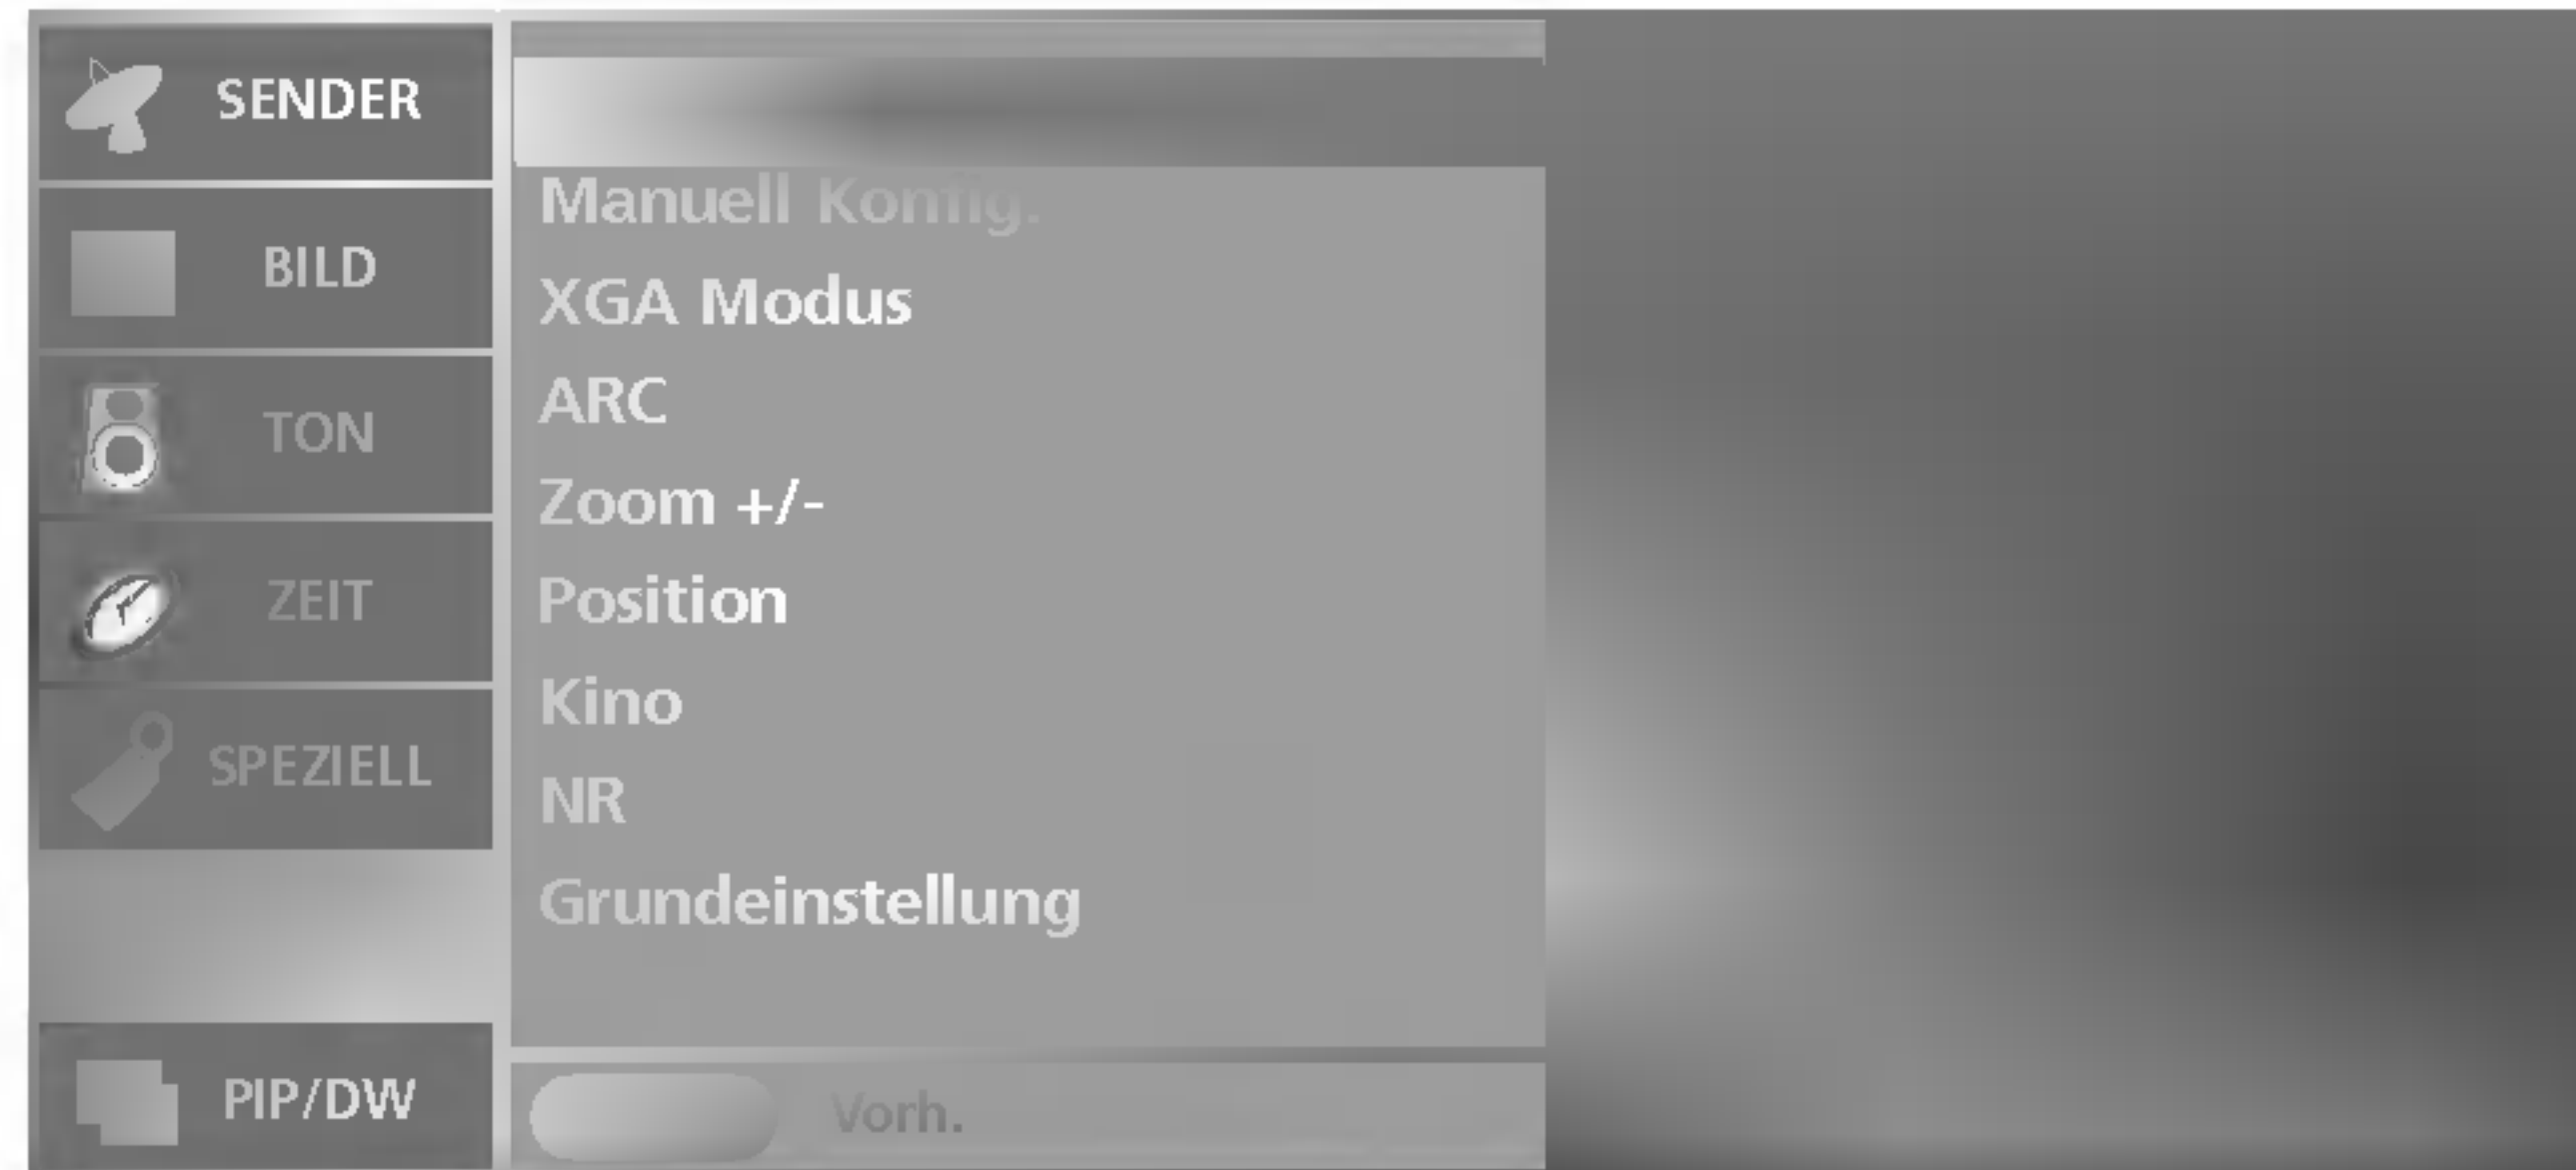 SENDER
BILD
TON
ZEIT
SPEZIELL
PIP/DW
Manuell Konfig.
XGA Modus
ARC
Zoom +/-
Position
Kino
NR
Grundeinstellung
Vorh.